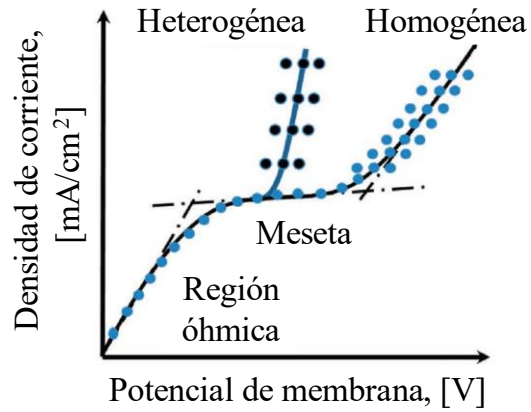 Heterogénea
Homogénea
Densidad de corriente,
[mA/cm²]
Meseta
Región
óhmica
Potencial de membrana, [V]